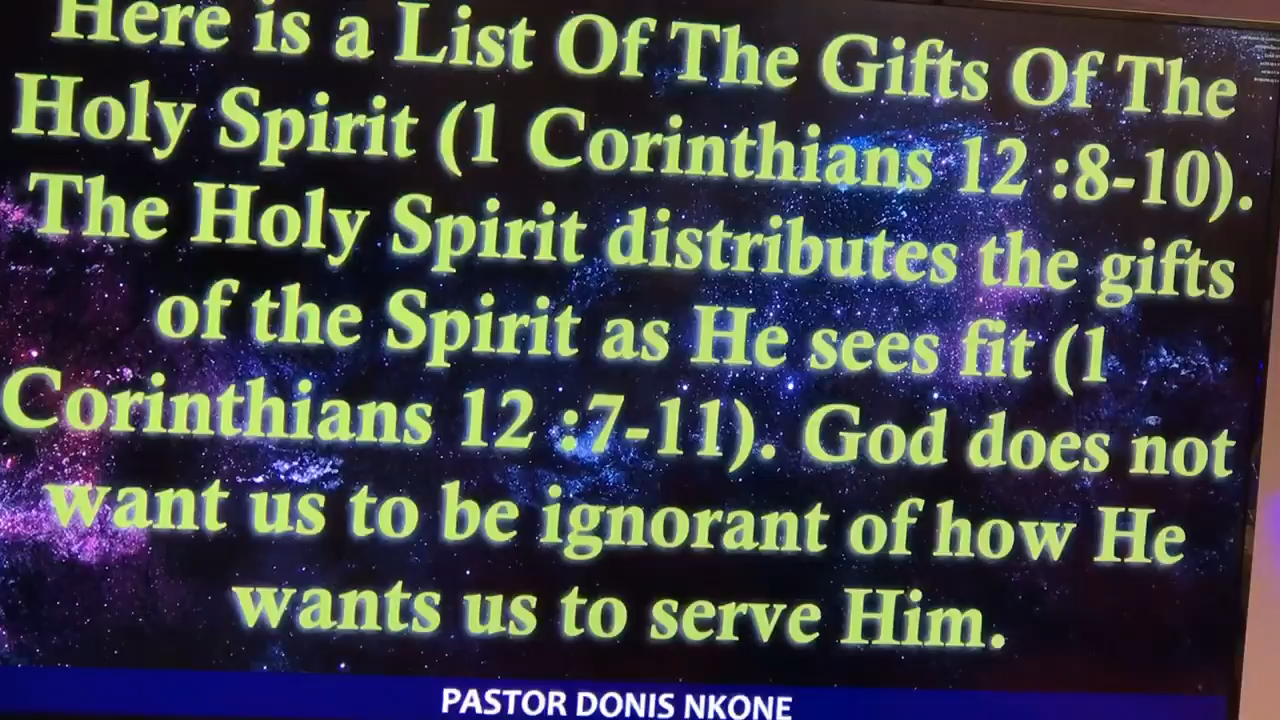 Here is a List Of The Gifts Of The
Holy Spirit (1 Corinthians 12 :8-10).
The Holy Spirit distributes the gifts
of the Spirit as He sees fit (1
Corinthians 12 :7-11). God does not
want us to be ignorant of how He
wants us to serve Him.
PASTOR DONIS NKONE